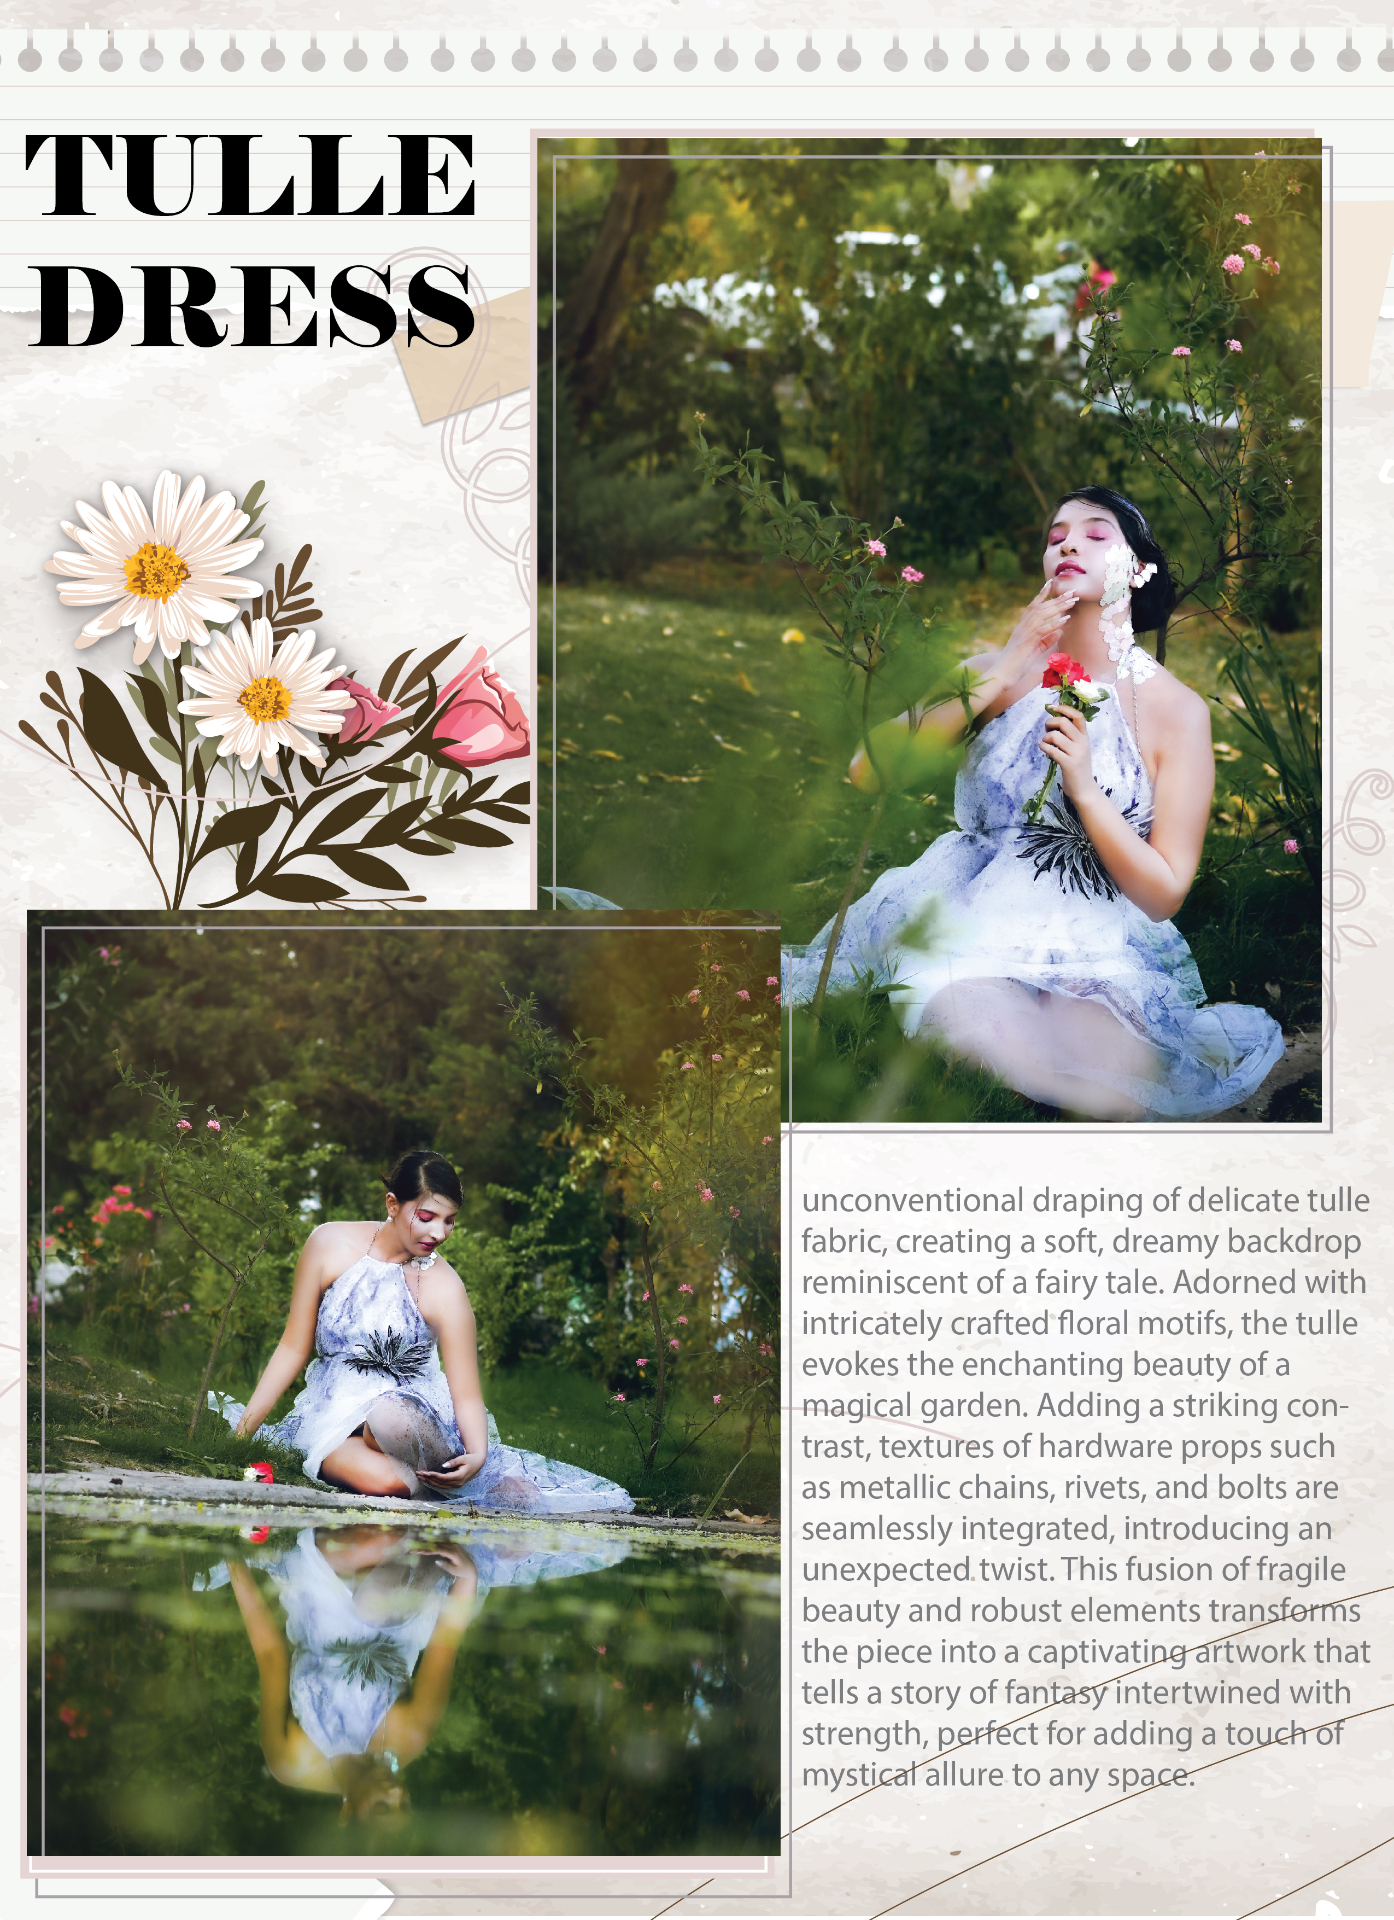 TULLE
DRESS
unconventional draping of delicate tulle
fabric, creating a soft, dreamy backdrop
reminiscent of a fairy tale. Adorned with
intricately crafted floral motifs, the tulle
evokes the enchanting beauty of a
magical garden. Adding a striking con-
trast, textures of hardware props such
as metallic chains, rivets, and bolts are
seamlessly integrated, introducing an
unexpected twist. This fusion of fragile
beauty and robust elements transforms
the piece into a captivating artwork that
tells a story of fantasy intertwined with
strength, perfect for adding a touch of
mystical allure to any space.